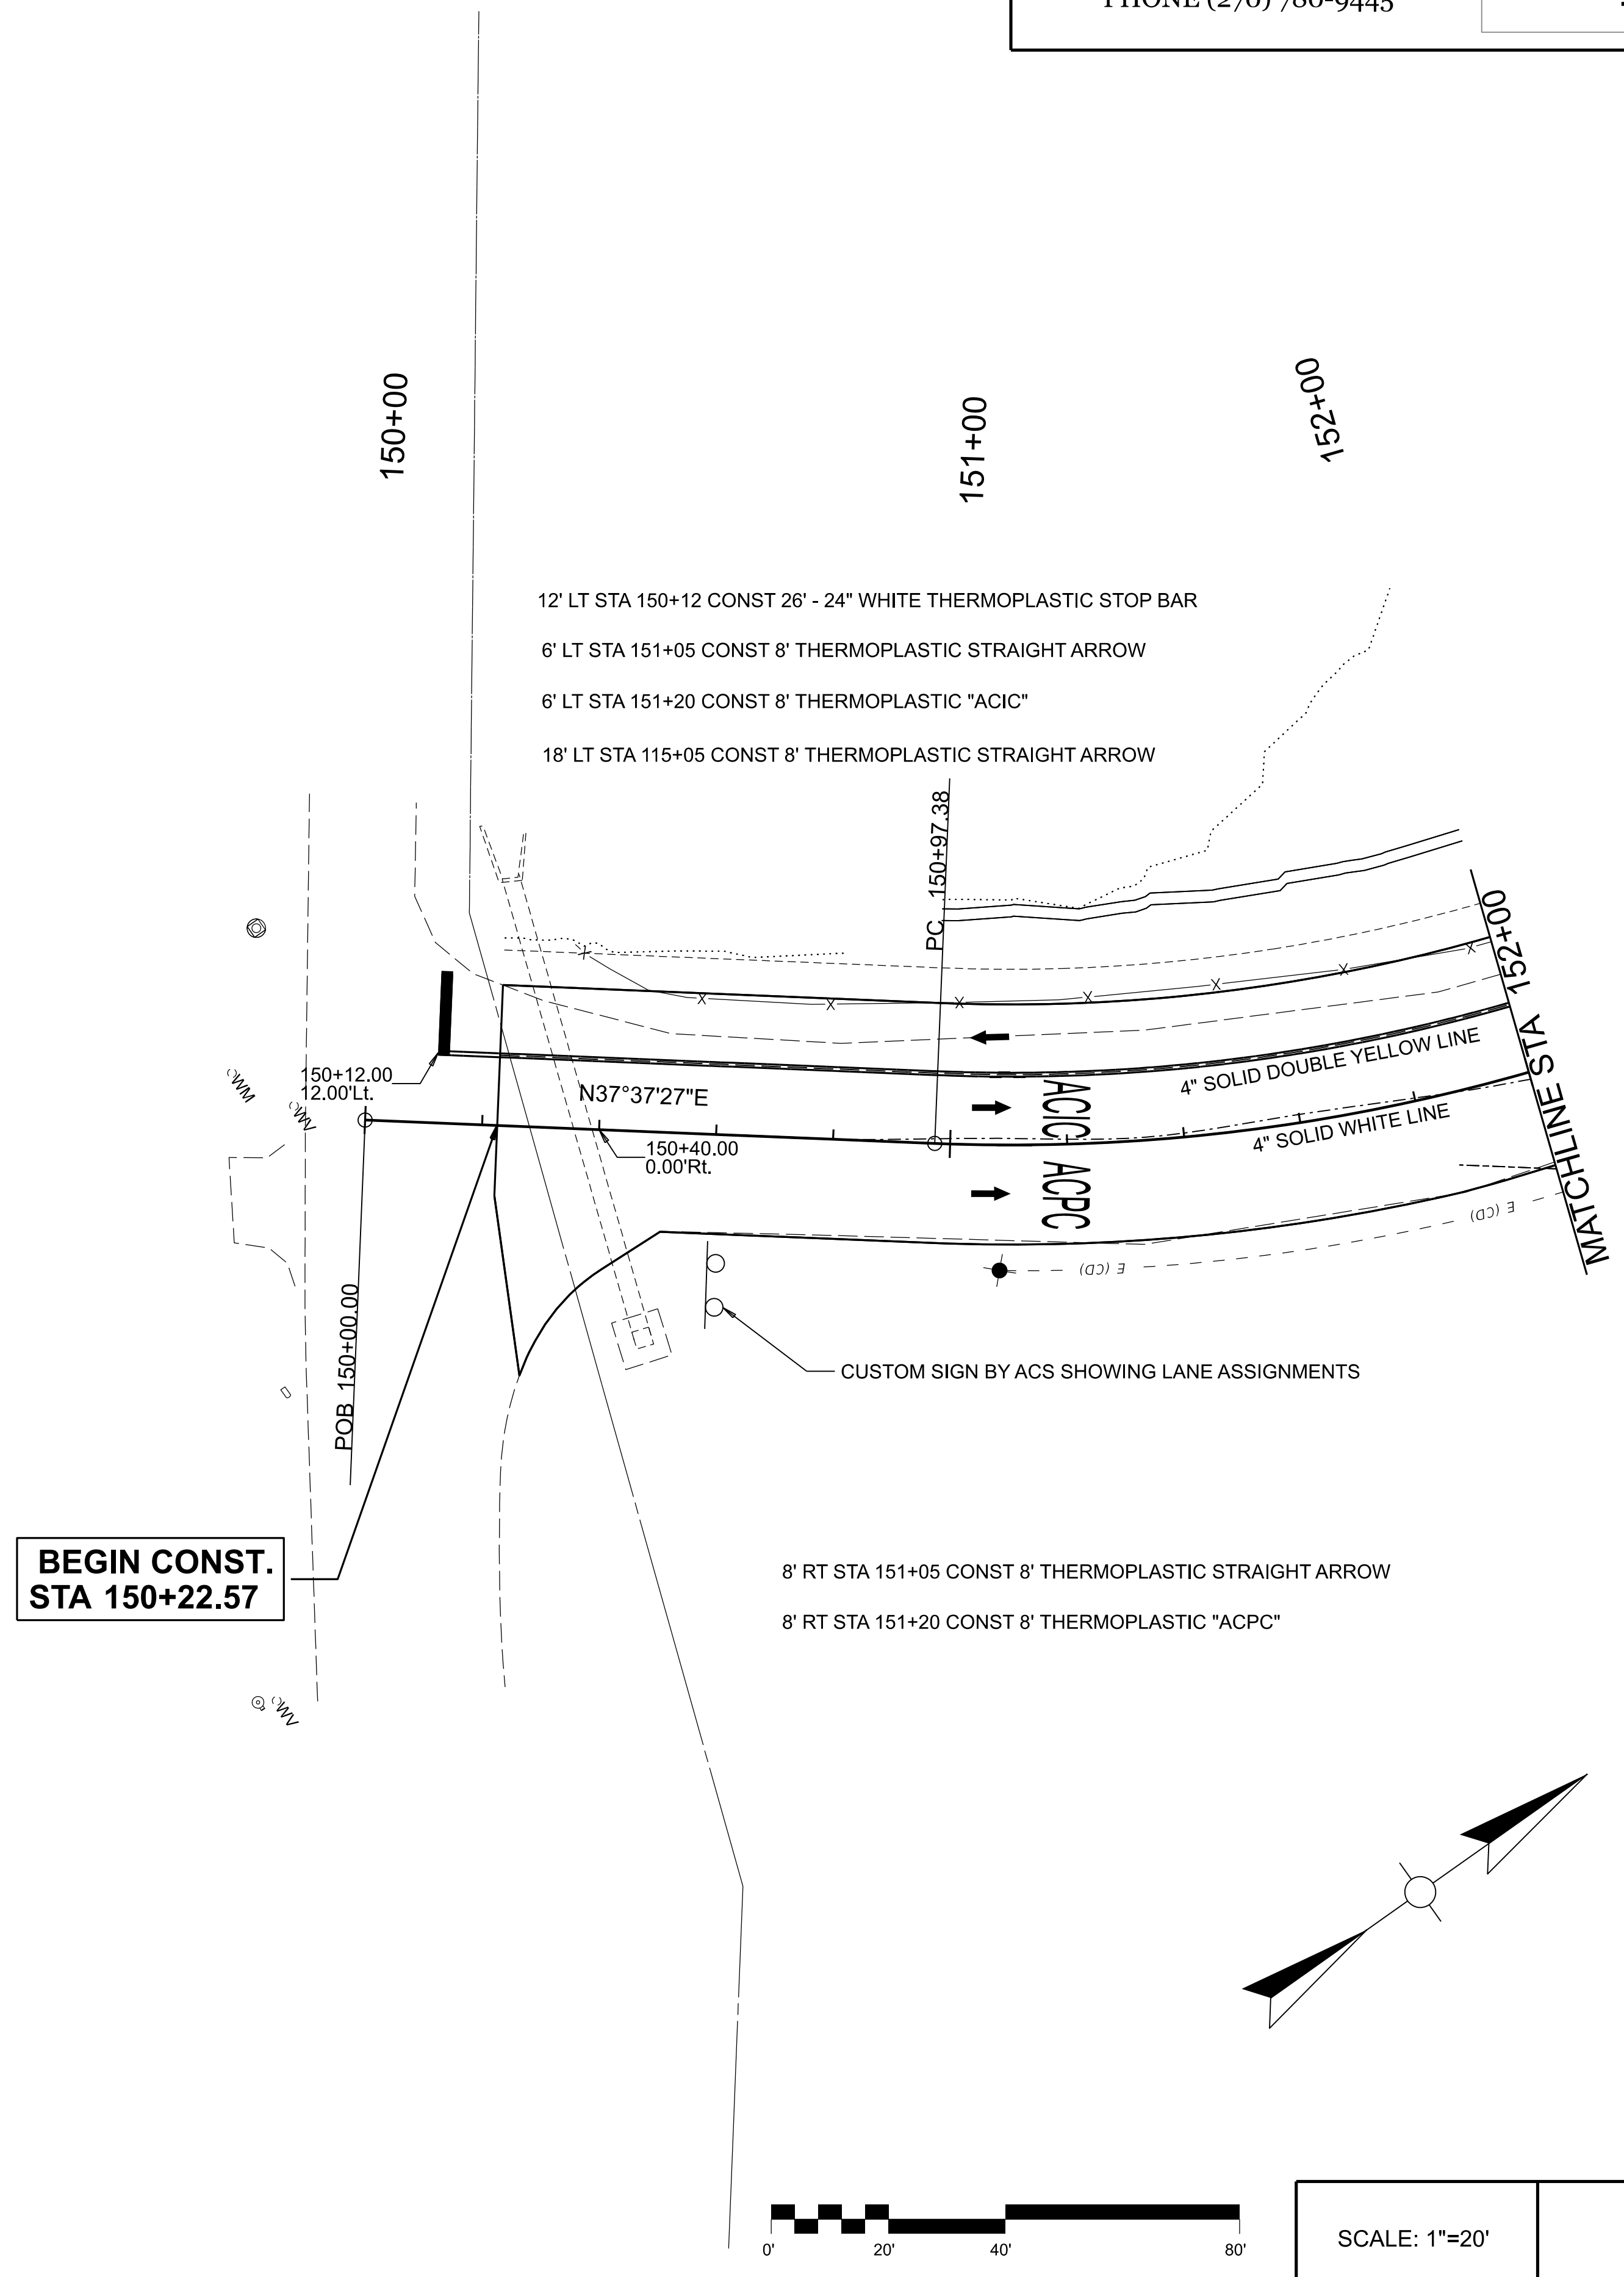 PHONE (270) 786-9445
150+00
151+00
152+00
12' LT STA 150+12 CONST 26' - 24" WHITE THERMOPLASTIC STOP BAR
6' LT STA 151+05 CONST 8' THERMOPLASTIC STRAIGHT ARROW
6' LT STA 151+20 CONST 8' THERMOPLASTIC "ACIC"
18' LT STA 115+05 CONST 8' THERMOPLASTIC STRAIGHT ARROW
PC 150+97.38
X X X X X X X X
MATCHLINE STA 152+00
4" SOLID DOUBLE YELLOW LINE
4" SOLID WHITE LINE
WM
WV
150+12.00
12.00'Lt.
N37°37'27"E
150+40.00
0.00'Rt.
ACIC
ACPC
E (CD)
E (CD)
POB 150+00.00
CUSTOM SIGN BY ACS SHOWING LANE ASSIGNMENTS
BEGIN CONST.
STA 150+22.57
8' RT STA 151+05 CONST 8' THERMOPLASTIC STRAIGHT ARROW
8' RT STA 151+20 CONST 8' THERMOPLASTIC "ACPC"
WV
0' 20' 40' 80'
SCALE: 1"=20'